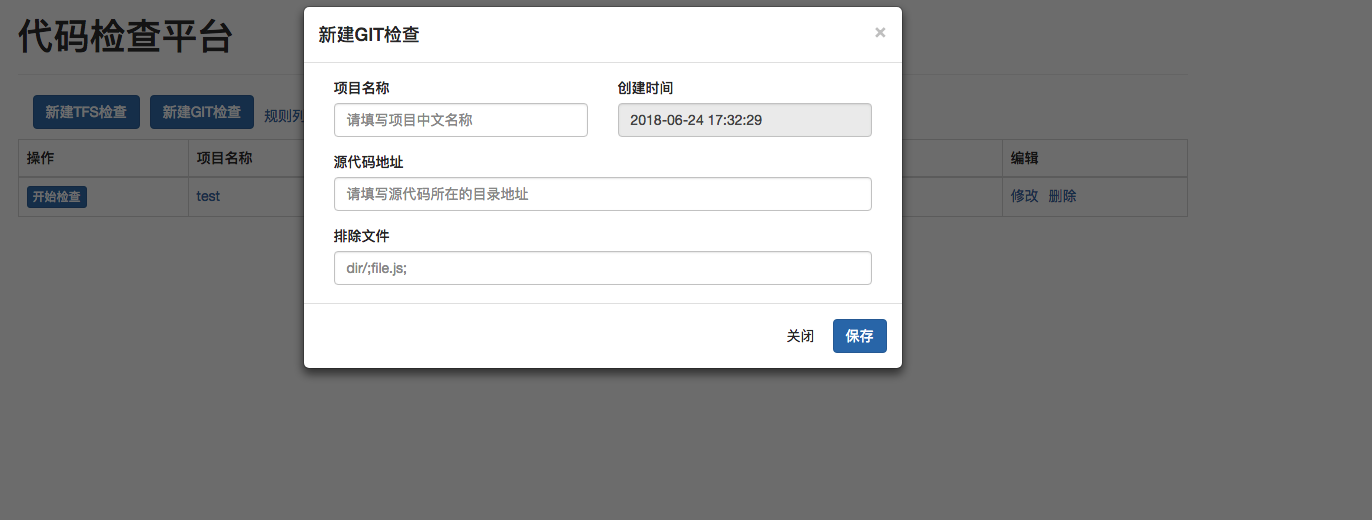 代码检查平台
新建GIT检查 ×
项目名称 创建时间
请填写项目中文名称 2018-06-24 17:32:29
新建TFS检查 新建GIT检查 规则列
源代码地址
操作 项目名称 编辑
请填写源代码所在的目录地址
开始检查 test 修改 删除
排除文件
dir/;file.js;
关闭 保存